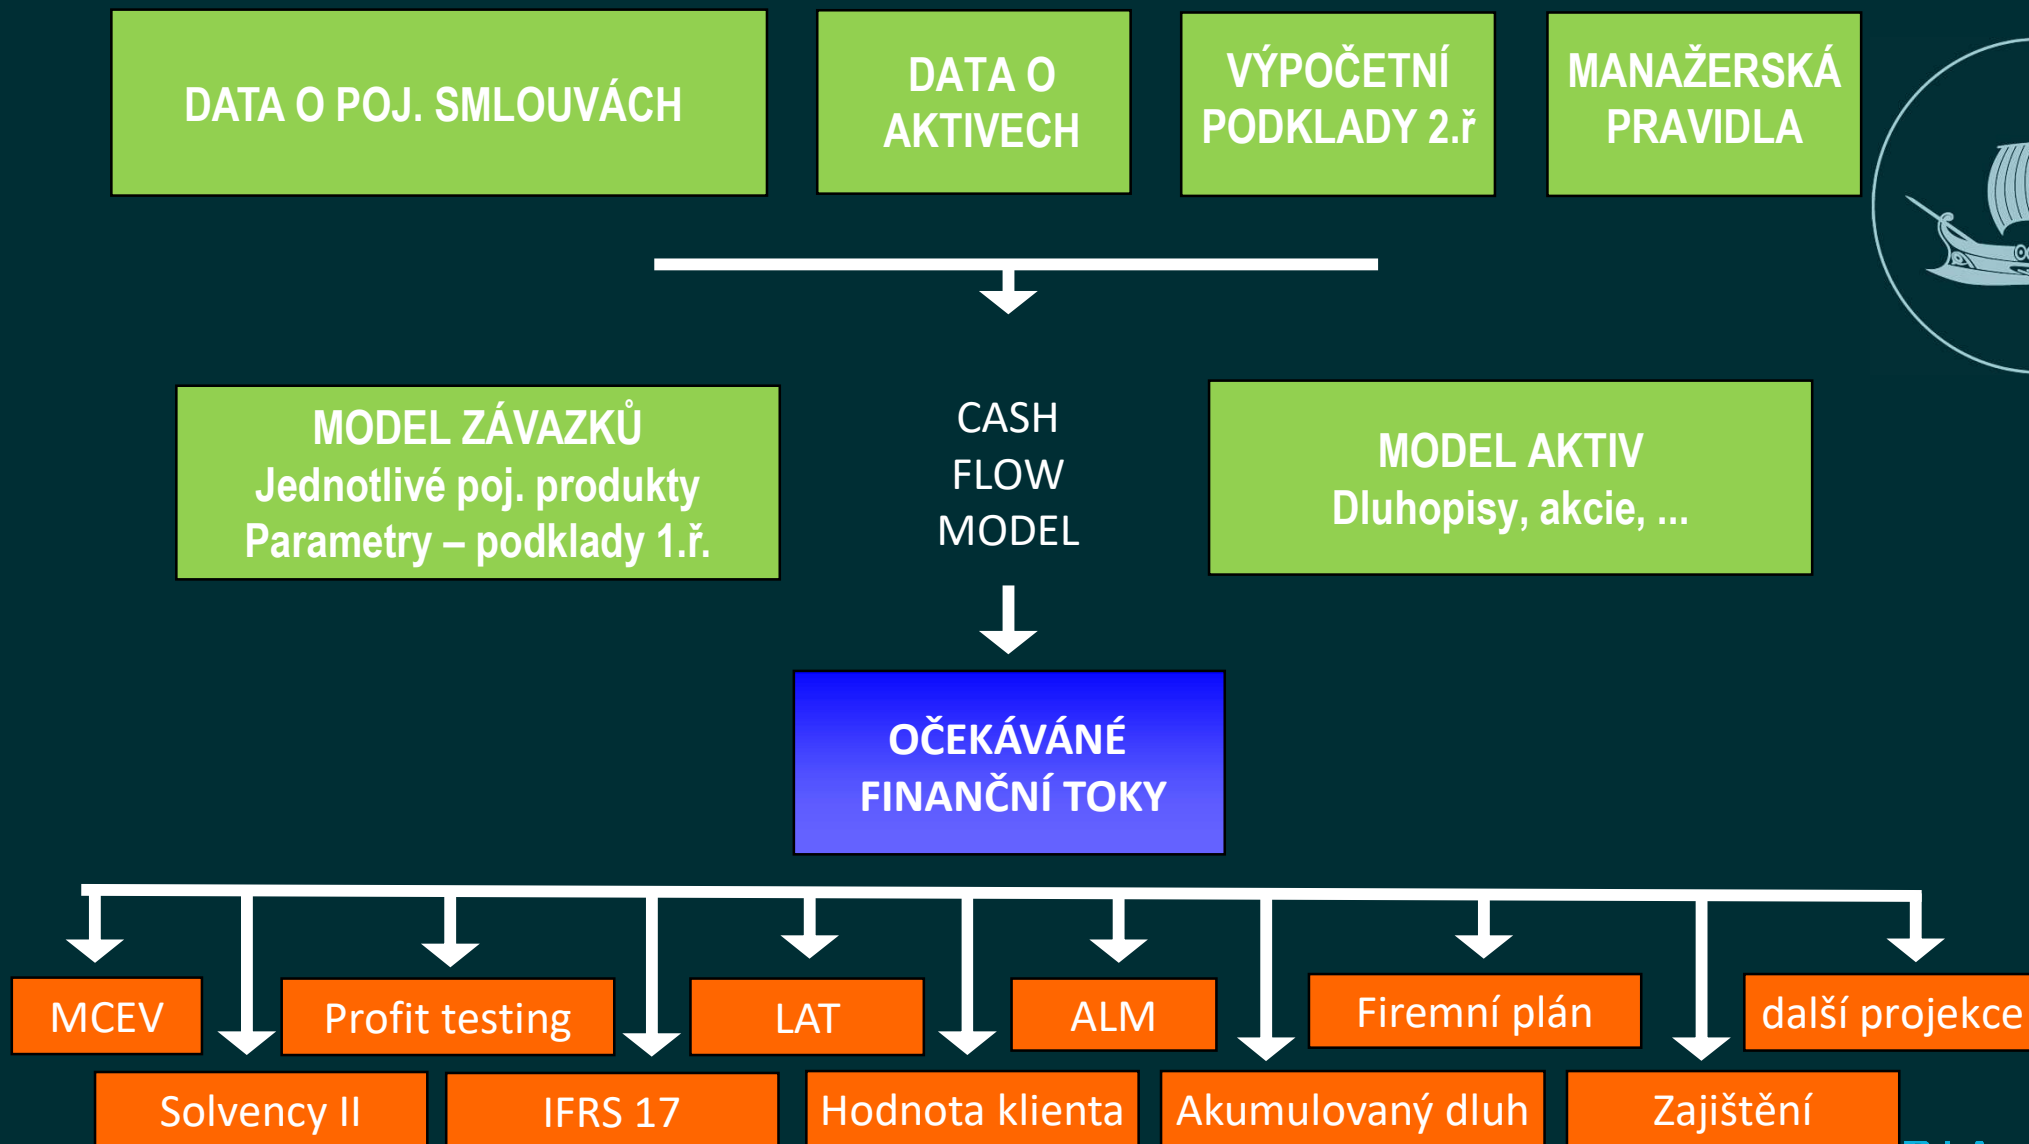 DATA O POJ. SMLOUVÁCH
DATA O
AKTIVECH
VÝPOČETNÍ
PODKLADY 2.ř
MANAŽERSKÁ
PRAVIDLA
MODEL ZÁVAZKŮ
Jednotlivé poj. produkty
Parametry – podklady 1.ř.
CASH
FLOW
MODEL
MODEL AKTIV
Dluhopisy, akcie, ...
OČEKÁVÁNÉ
FINANČNÍ TOKY
MCEV
Profit testing
LAT
ALM
Firemní plán
další projekce
Solvency II
IFRS 17
Hodnota klienta
Akumulovaný dluh
Zajištění